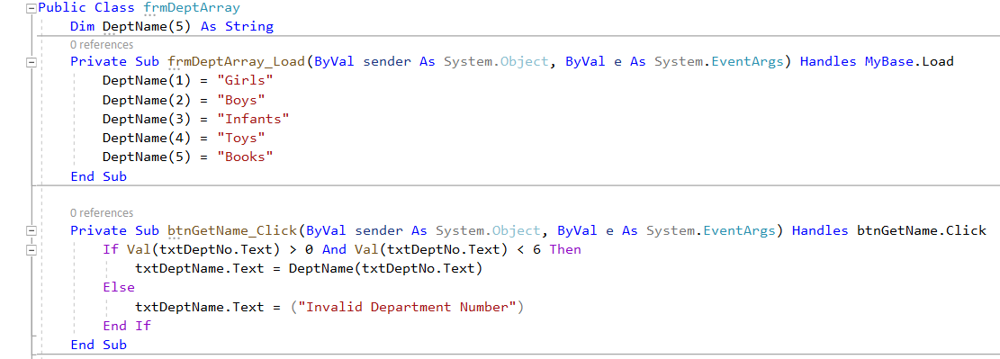 Public Class frmDeptArray
Dim DeptName(5) As String
0 references
Private Sub frmDeptArray_Load(ByVal sender As System.Object, ByVal e As System.EventArgs) Handles MyBase.Load
DeptName(1) = "Girls"
DeptName(2) = "Boys"
DeptName(3) = "Infants"
DeptName(4) = "Toys"
DeptName(5) = "Books"
End Sub
0 references
Private Sub btnGetName_Click(ByVal sender As System.Object, ByVal e As System.EventArgs) Handles btnGetName.Click
If Val(txtDeptNo.Text) > 0 And Val(txtDeptNo.Text) < 6 Then
txtDeptName.Text = DeptName(txtDeptNo.Text)
Else
txtDeptName.Text = ("Invalid Department Number")
End If
End Sub